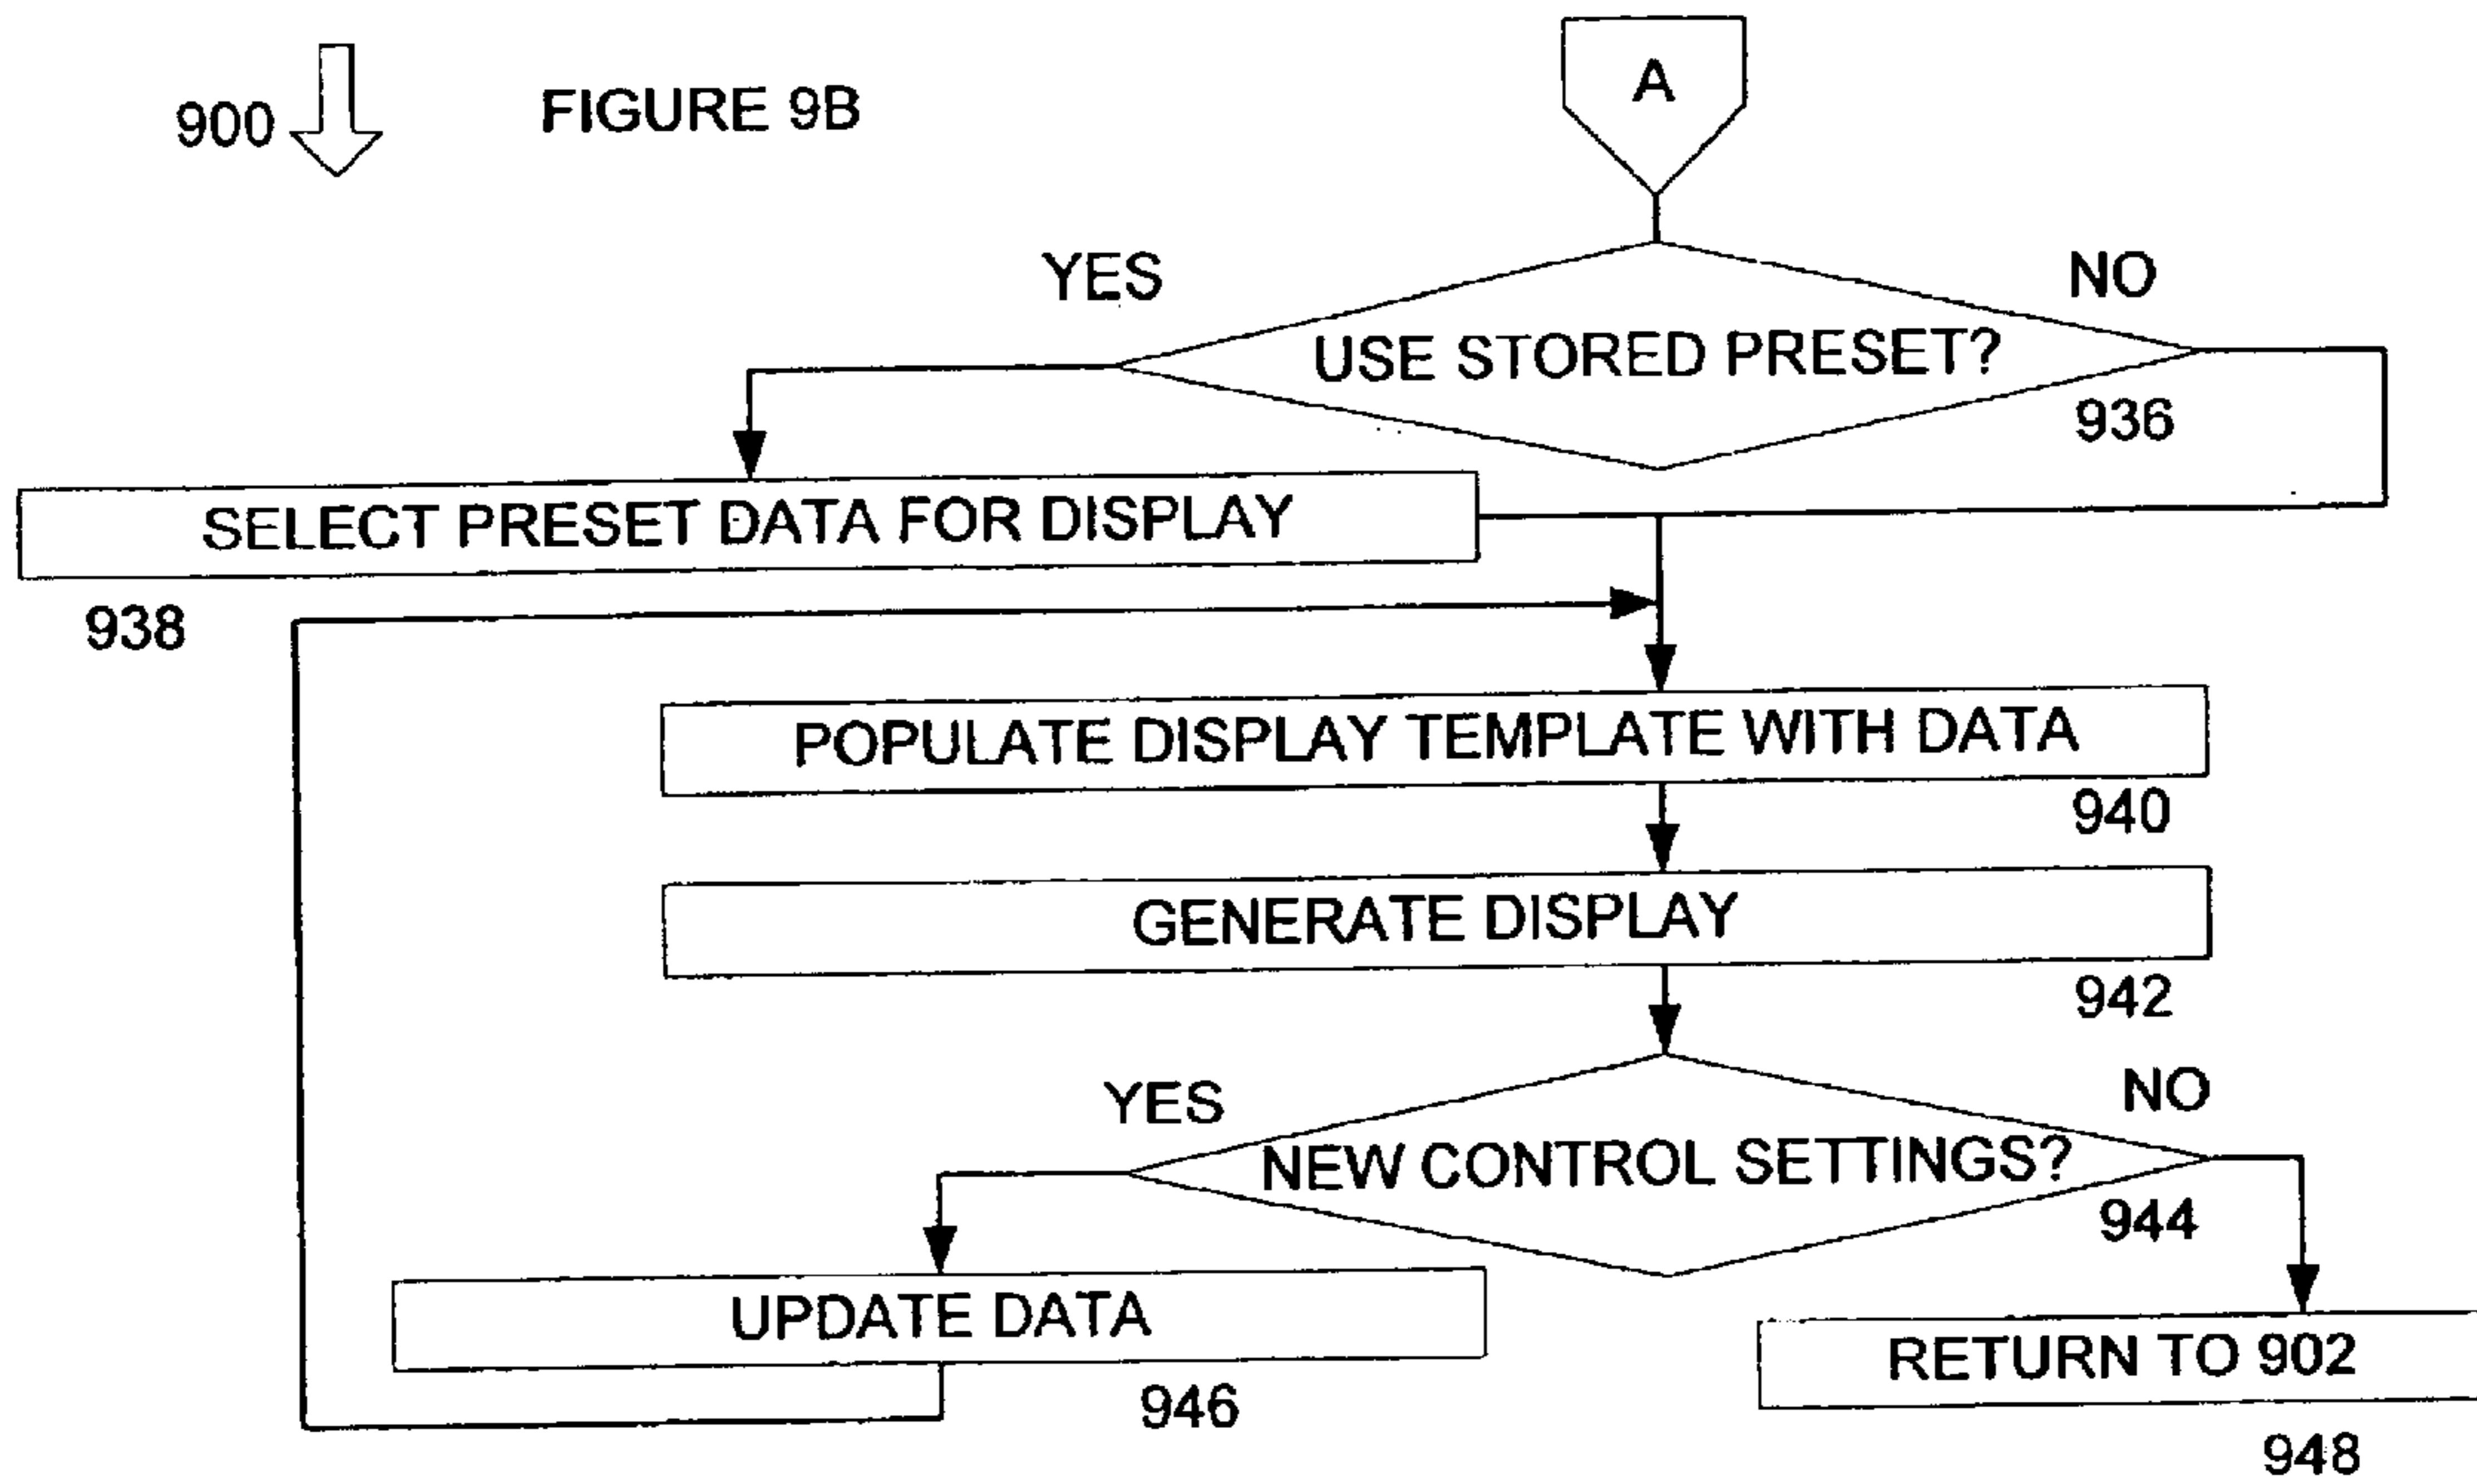 900
FIGURE 9B
A
YES
NO
USE STORED PRESET?
936
SELECT PRESET DATA FOR DISPLAY
938
POPULATE DISPLAY TEMPLATE WITH DATA
940
GENERATE DISPLAY
942
YES
NO
NEW CONTROL SETTINGS?
944
UPDATE DATA
946
RETURN TO 902
948